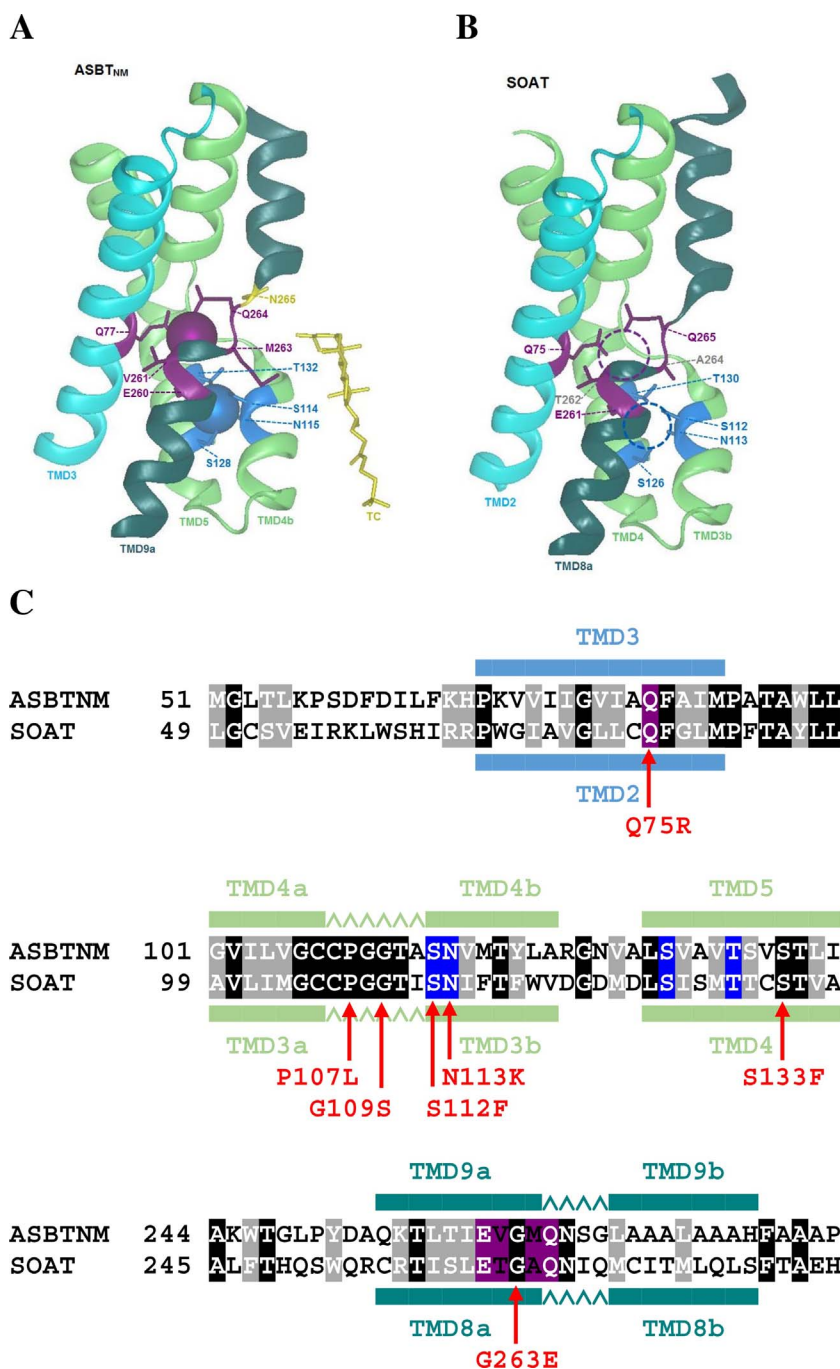 A
B
ASBTNM
SOAT
N265
Q264
Q77
Q265
M263
Q75
A264
V261
T132
T130
E260
T262
S114
E261
S112
N115
N113
S128
S126
TMD3
TMD2
TMD5
TMD4b
TMD4
TMD3b
TC
TMD9a
TMD8a
C
TMD3
ASBTNM 51 MGLTLKPSDFDILFKHPKVVIIGVIAQFAIMPATAWLL
SOAT 49 LGCSVEIRKLWSHIRRPWGIAVGLLCQFGLMPFTAYLL
TMD2
Q75R
TMD4a TMD4b TMD5
ASBTNM 101 GVILVGCCPGGTASNVMTYLARGNVALSVAVTSVSTLI
SOAT 99 AVLIMGCCPGGTISNIFTFWVDGDMDLSISMTTCSTVA
TMD3a TMD3b TMD4
P107L N113K S133F
G109S S112F
TMD9a TMD9b
ASBTNM 244 AKWTGLPYDAQKTLTIEVGMQNSGLAAALAAAHFAAAP
SOAT 245 ALFTHQSWQRCRTISLETGAQNIQMCITMLQLSFTAEH
TMD8a TMD8b
G263E